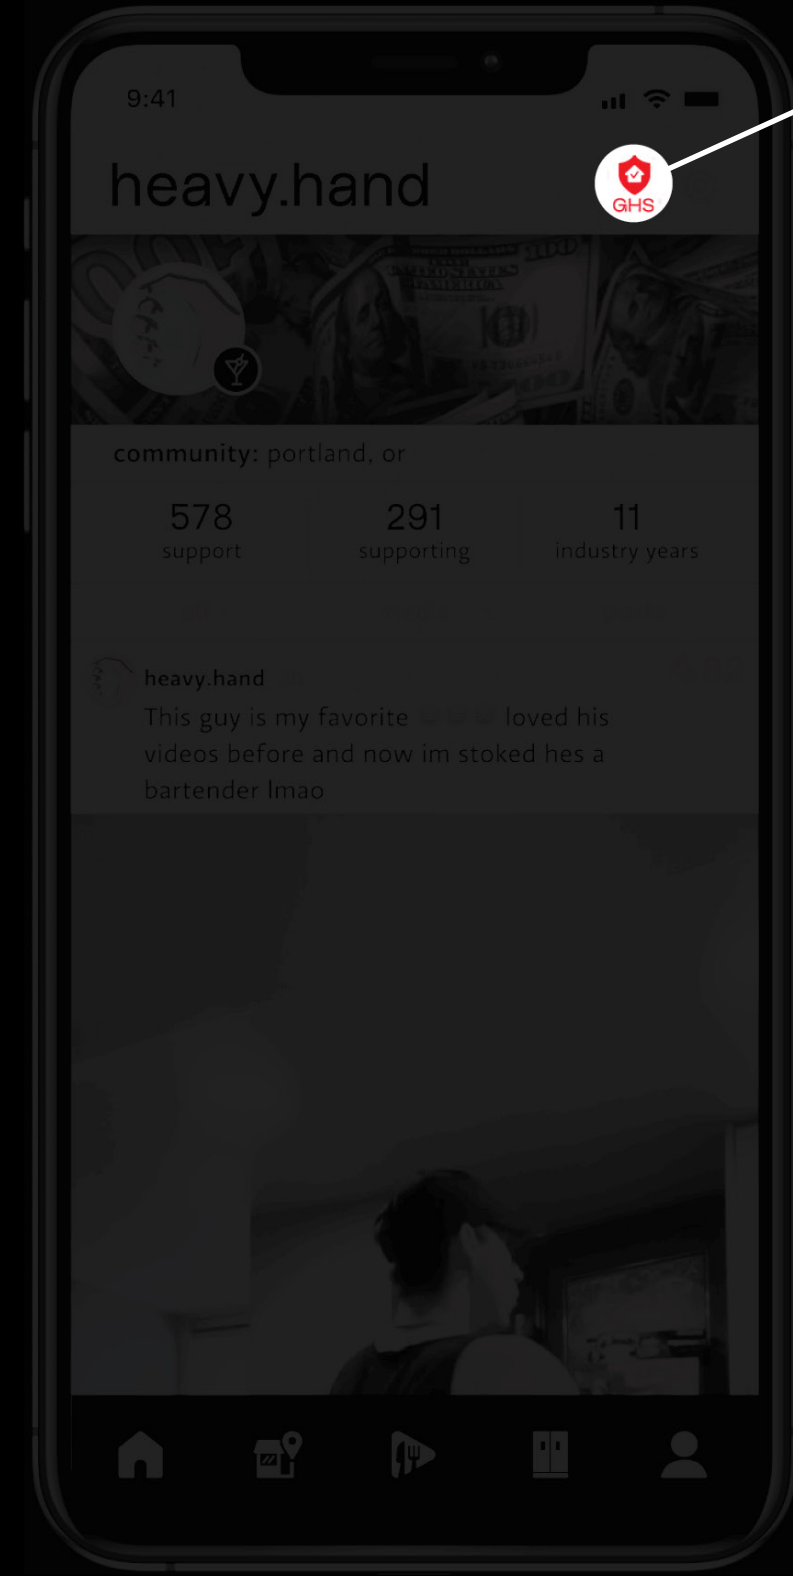 9:41
heavy.hand
GHS
100
community: portland, or
578 291 11
support supporting industry years
heavy.hand
This guy is my favorite loved his
videos before and now im stoked hes a
bartender lmao